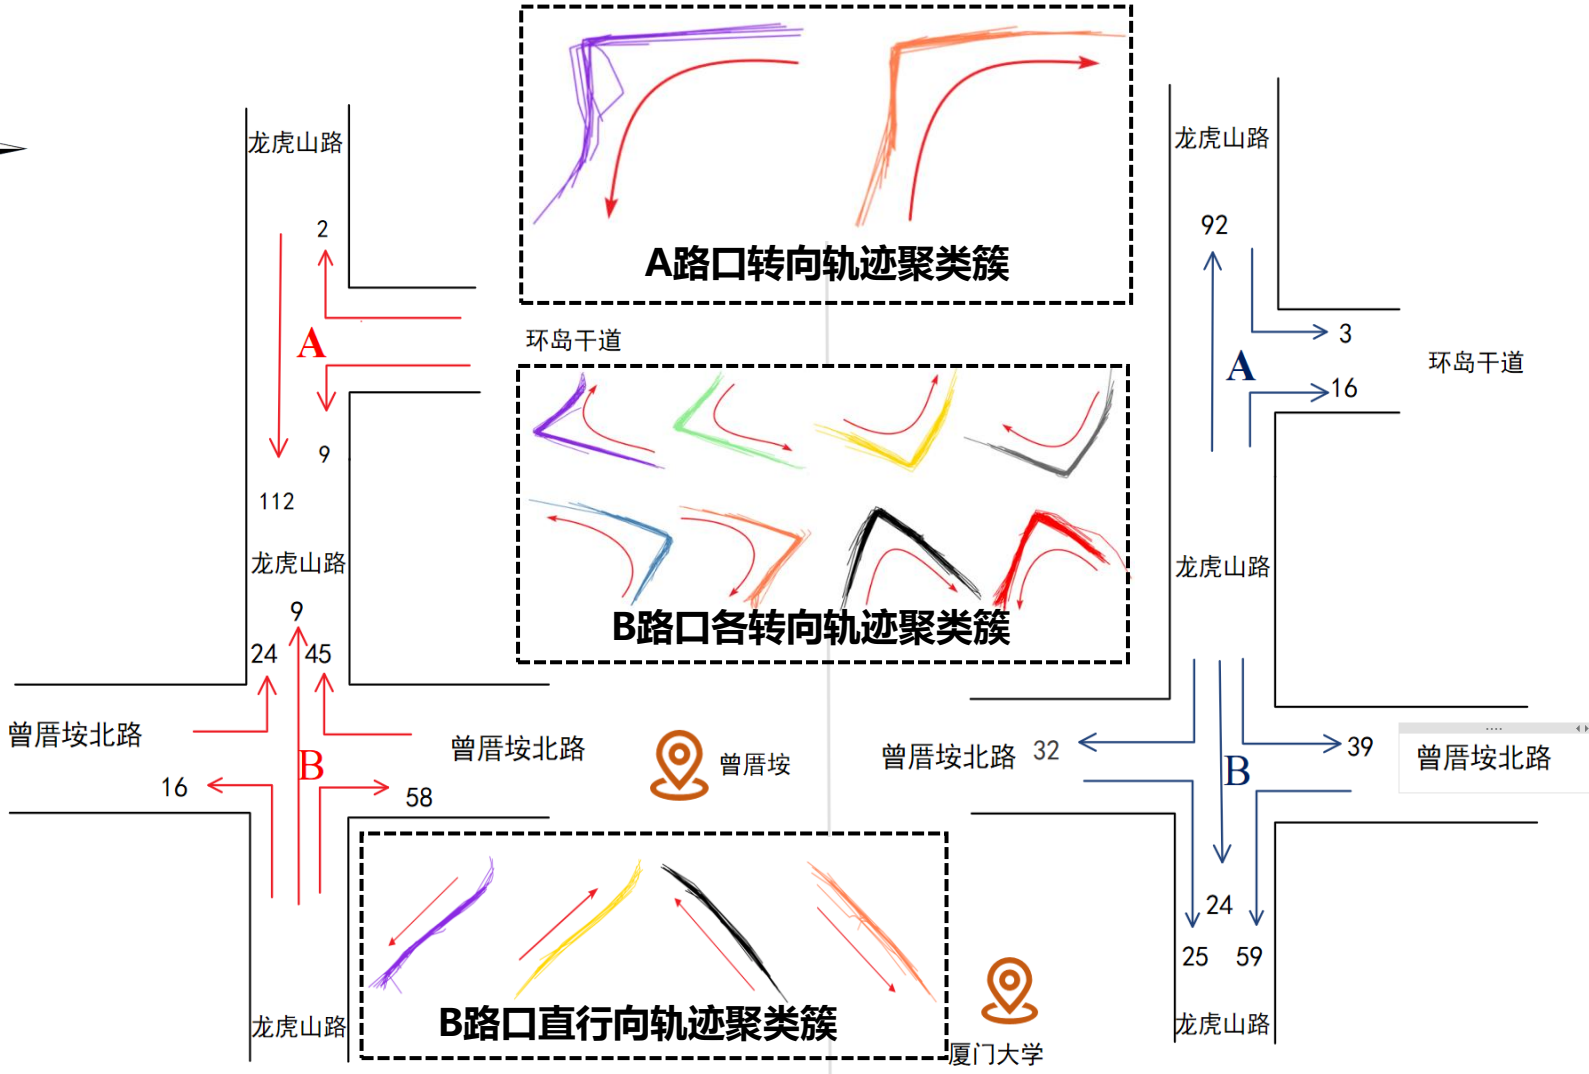 龙虎山路
龙虎山路
2
92
A路口转向轨迹聚类簇
A
环岛干道
3
A
环岛干道
16
9
112
龙虎山路
龙虎山路
9
24
45
B路口各转向轨迹聚类簇
曾厝垵北路
曾厝垵北路
曾厝垵
曾厝垵北路
32
39
曾厝垵北路
B
B
16
58
24
25
59
B路口直行向轨迹聚类簇
龙虎山路
龙虎山路
厦门大学